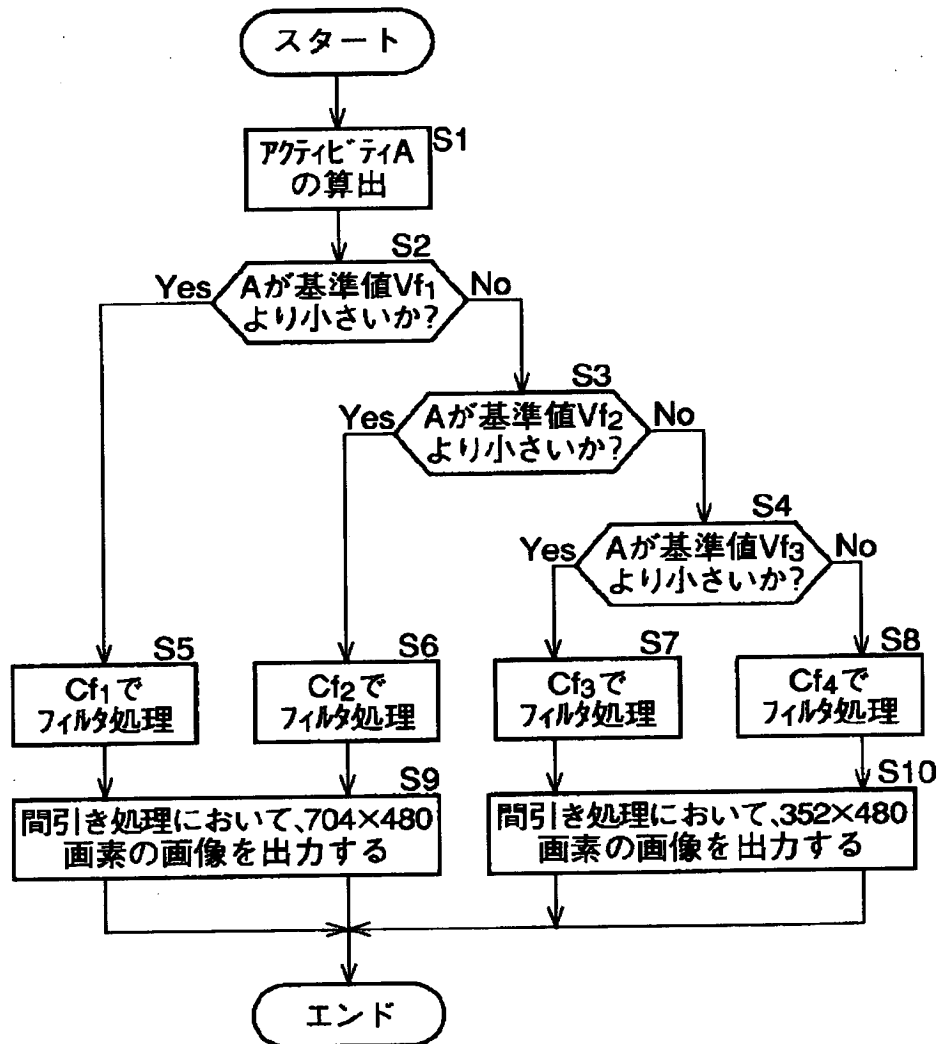 スタート
S1
アクティビティA
の算出
S2
Yes
Aが基準値Vf1
より小さいか?
No
S3
Yes
Aが基準値Vf2
より小さいか?
No
S4
Yes
Aが基準値Vf3
より小さいか?
No
S5
Cf1で
フィルタ処理
S6
Cf2で
フィルタ処理
S7
Cf3で
フィルタ処理
S8
Cf4で
フィルタ処理
S9
間引き処理において、704×480
画素の画像を出力する
S10
間引き処理において、352×480
画素の画像を出力する
エンド